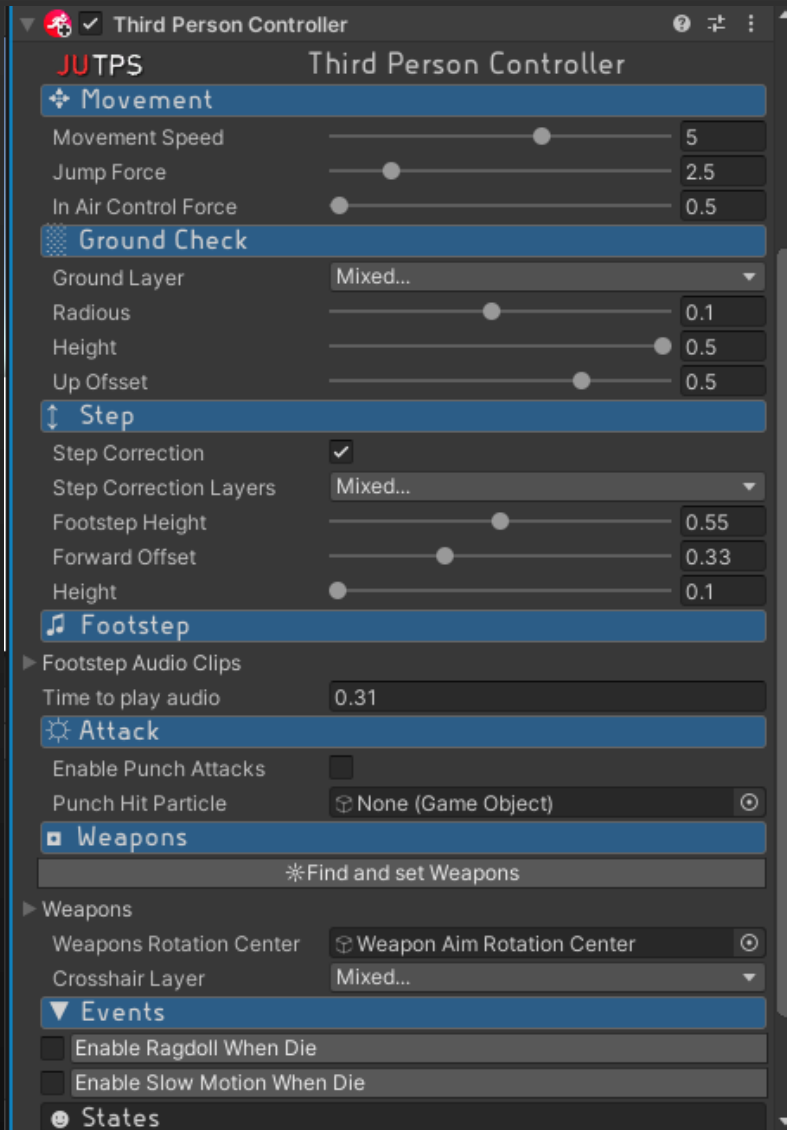 Third Person Controller
JUTPS Third Person Controller
Movement
Movement Speed 5
Jump Force 2.5
In Air Control Force 0.5
Ground Check
Ground Layer Mixed...
Radious 0.1
Height 0.5
Up Ofsset 0.5
Step
Step Correction
Step Correction Layers Mixed...
Footstep Height 0.55
Forward Offset 0.33
Height 0.1
Footstep
Footstep Audio Clips
Time to play audio 0.31
Attack
Enable Punch Attacks
Punch Hit Particle None (Game Object)
Weapons
Find and set Weapons
Weapons
Weapons Rotation Center Weapon Aim Rotation Center
Crosshair Layer Mixed...
Events
Enable Ragdoll When Die
Enable Slow Motion When Die
States